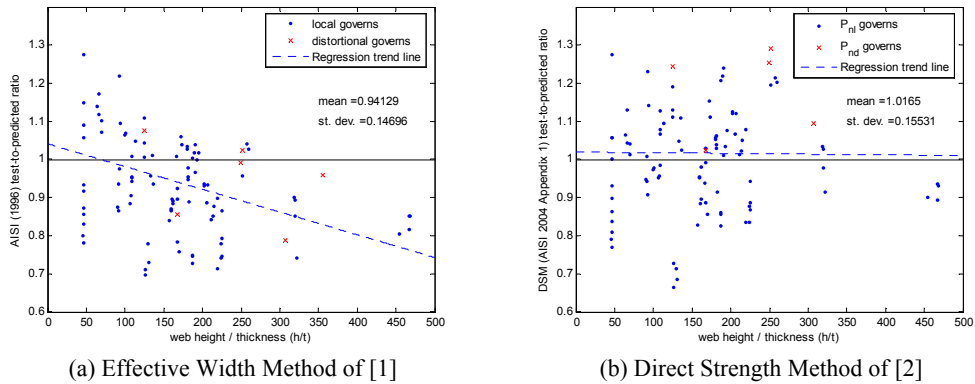 local governs
distortional governs
Regression trend line
mean =0.94129
st. dev. =0.14696
AISI (1996) test-to-predicted ratio
1.3
1.2
1.1
1
0.9
0.8
0.7
0.6
0 50 100 150 200 250 300 350 400 450 500
web height / thickness (h/t)
(a) Effective Width Method of [1]
P_nl governs
P_nd governs
Regression trend line
mean =1.0165
st. dev. =0.15531
DSM (AISI 2004 Appendix 1) test-to-predicted ratio
1.3
1.2
1.1
1
0.9
0.8
0.7
0.6
0 50 100 150 200 250 300 350 400 450 500
web height / thickness (h/t)
(b) Direct Strength Method of [2]